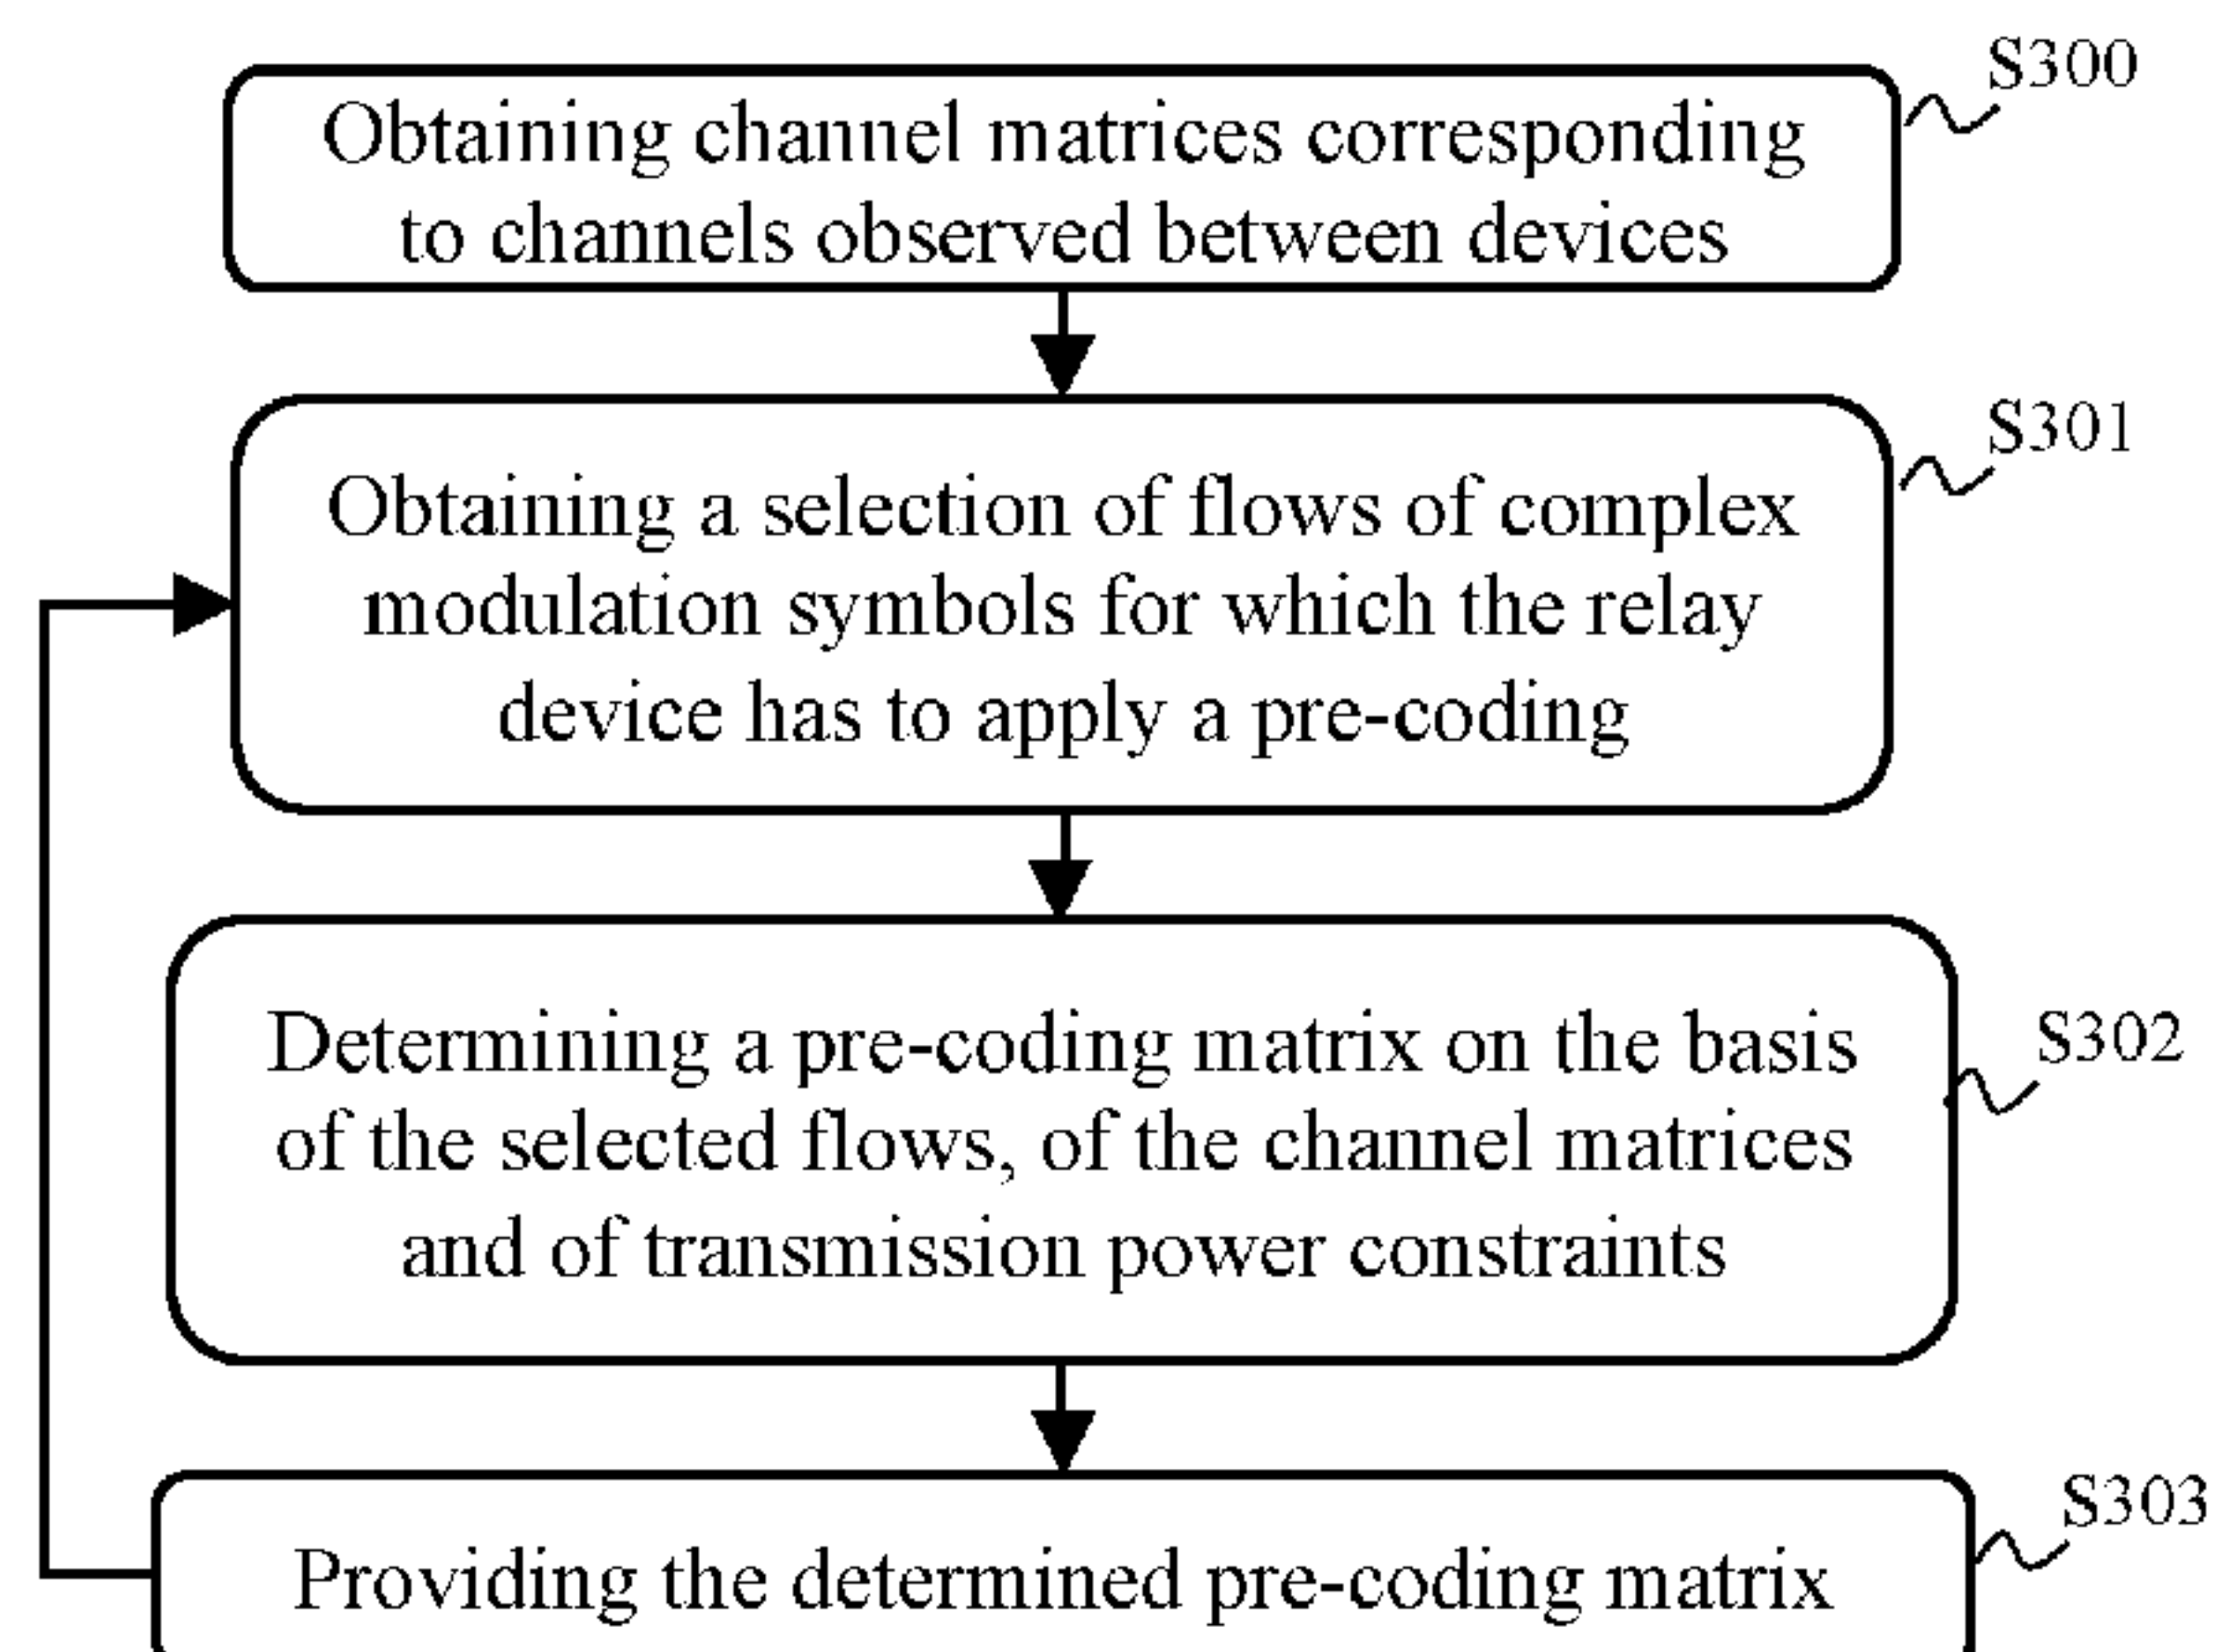 S300
Obtaining channel matrices corresponding
to channels observed between devices
S301
Obtaining a selection of flows of complex
modulation symbols for which the relay
device has to apply a pre-coding
S302
Determining a pre-coding matrix on the basis
of the selected flows, of the channel matrices
and of transmission power constraints
S303
Providing the determined pre-coding matrix